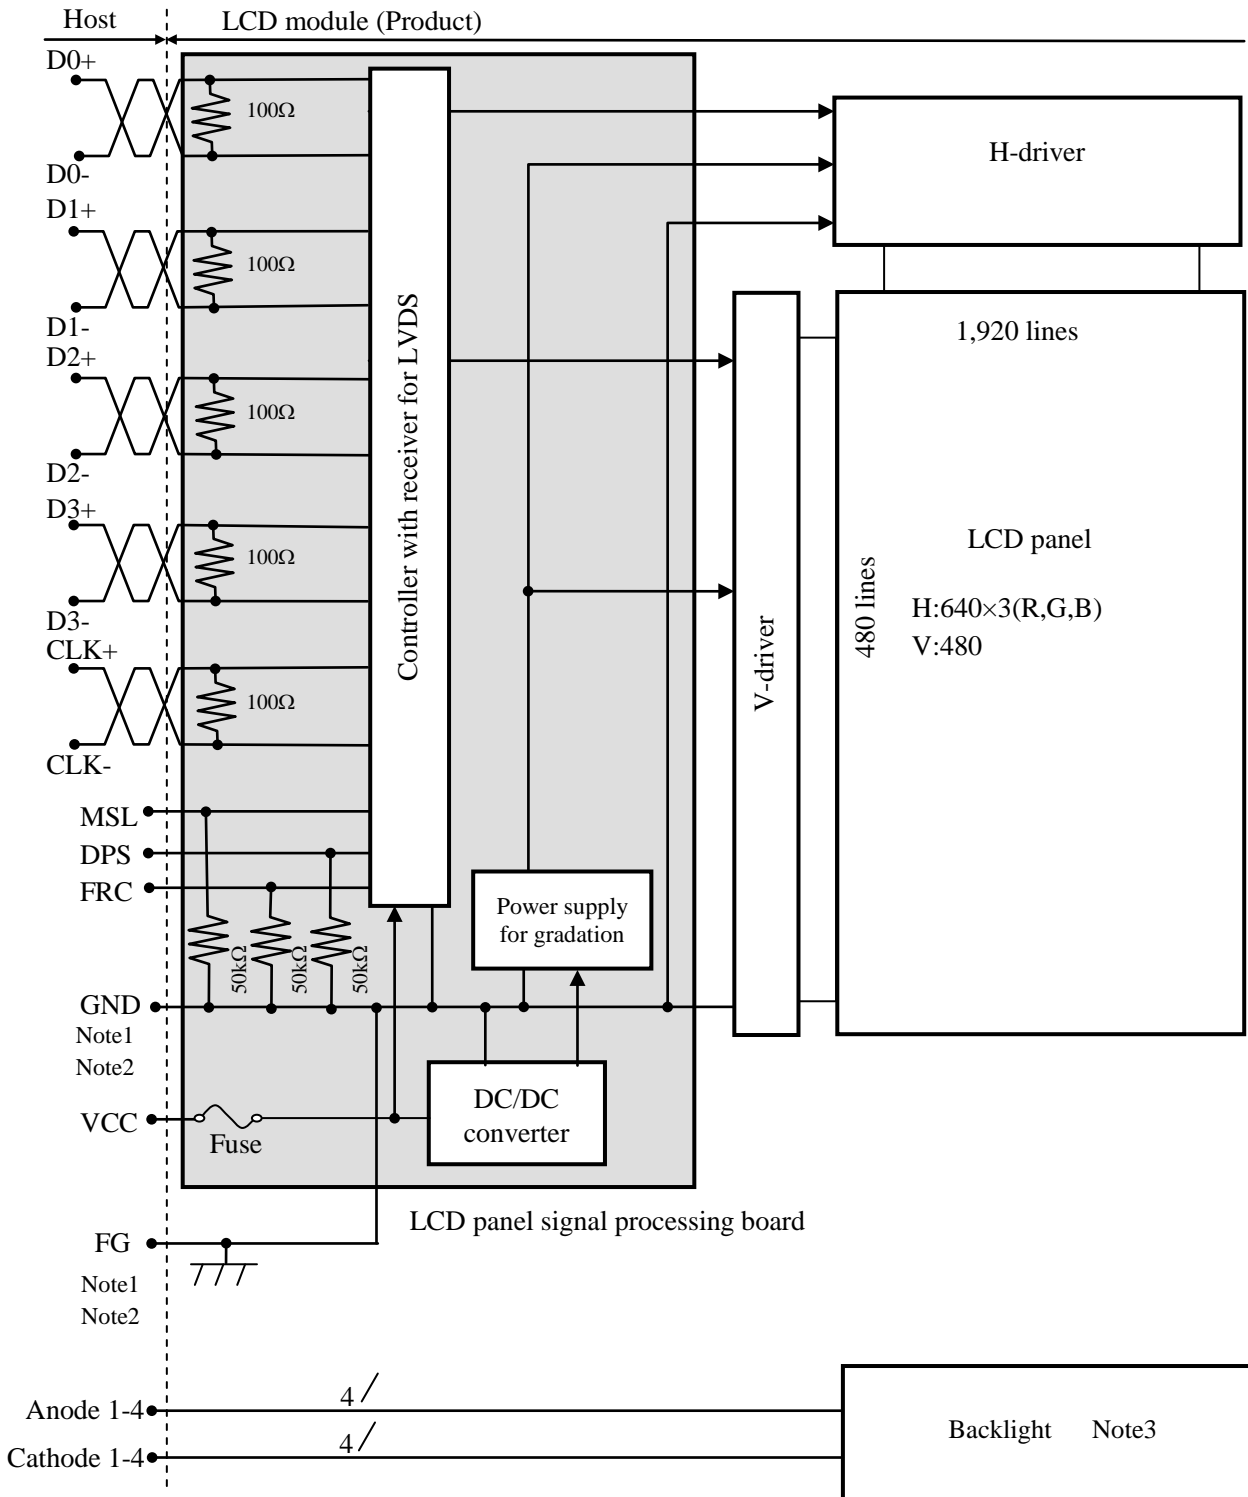 Host
LCD module (Product)
D0+
100Ω
D0-
D1+
100Ω
D1-
D2+
100Ω
D2-
D3+
100Ω
D3-
CLK+
100Ω
CLK-
MSL
DPS
FRC
50kΩ
50kΩ
50kΩ
GND
Note1
Note2
VCC
Fuse
Controller with receiver for LVDS
Power supply
for gradation
DC/DC
converter
H-driver
V-driver
1,920 lines
480 lines
LCD panel
H:640×3(R,G,B)
V:480
LCD panel signal processing board
FG
Note1
Note2
Anode 1-4
4
Cathode 1-4
4
Backlight Note3